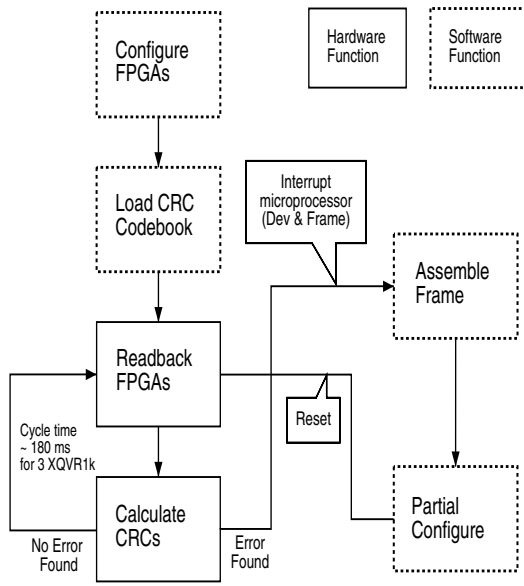 Configure
FPGAs
Hardware
Function
Software
Function
Load CRC
Codebook
Interrupt
microprocessor
(Dev & Frame)
Assemble
Frame
Readback
FPGAs
Reset
Cycle time
~ 180 ms
for 3 XQVR1k
Calculate
CRCs
No Error
Found
Error
Found
Partial
Configure